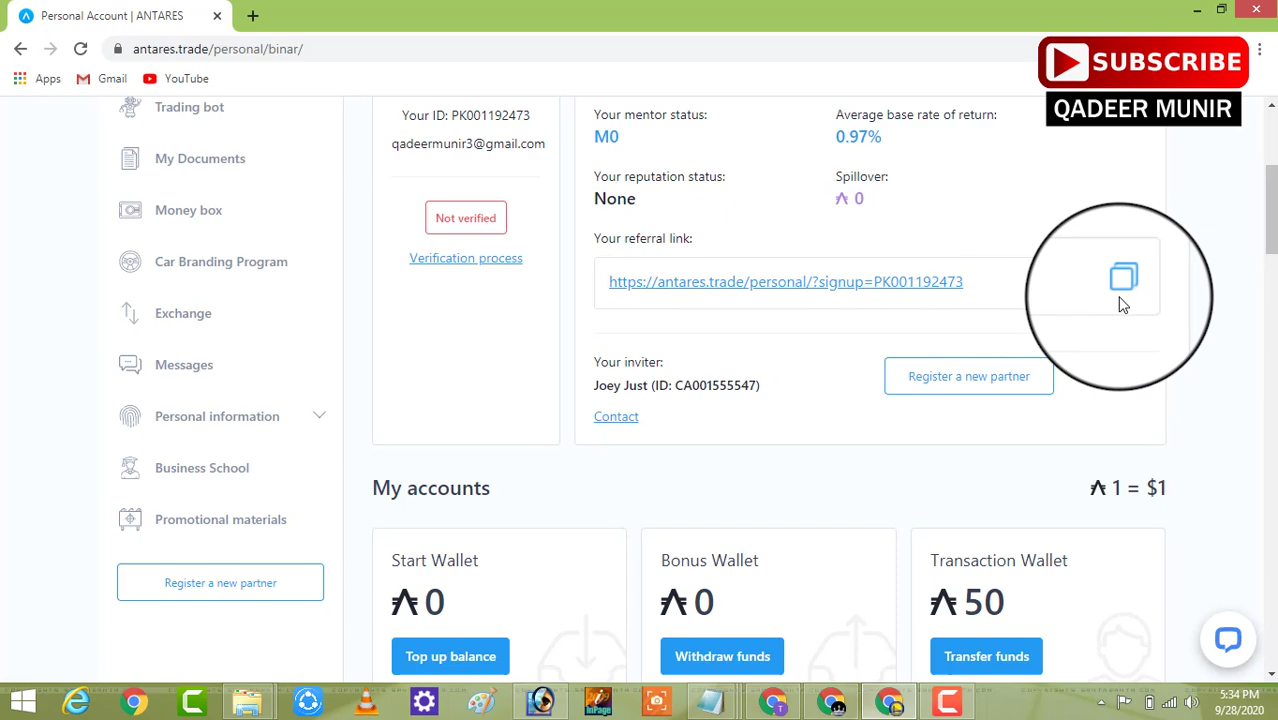 Personal Account | ANTARES
antares.trade/personal/binar/
Apps
Gmail
YouTube
SUBSCRIBE
QADEER MUNIR
Trading bot
My Documents
Money box
Car Branding Program
Exchange
Messages
Personal information
Business School
Promotional materials
Register a new partner
Your ID: PK001192473
qadeermunir3@gmail.com
Not verified
Verification process
Your mentor status:
M0
Average base rate of return:
0.97%
Your reputation status:
None
Spillover:
0
Your referral link:
https://antares.trade/personal/?signup=PK001192473
Your inviter:
Joey Just (ID: CA001555547)
Contact
Register a new partner
My accounts
1 = $1
Start Wallet
0
Top up balance
Bonus Wallet
0
Withdraw funds
Transaction Wallet
50
Transfer funds
InPage
5:34 PM
9/28/2020